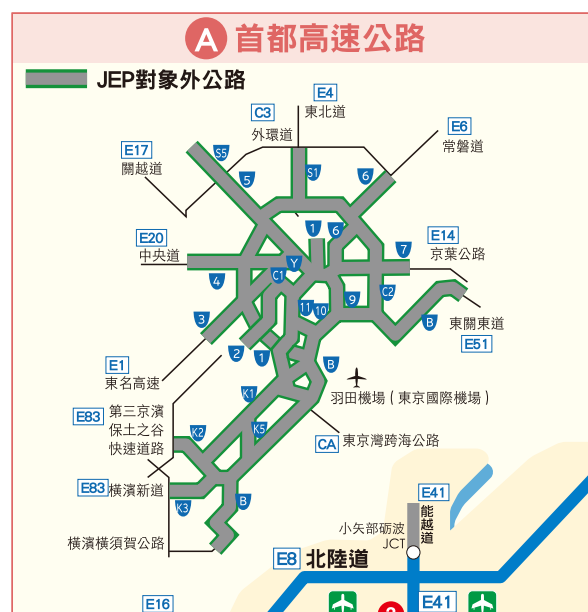 A 首都高速公路
JEP對象外公路
E4
東北道
C3
外環道
E6
常磐道
E17
關越道
S5
5
S1
6
E20
中央道
1
6
Y
7
E14
京葉公路
4
C1
C2
3
11
10
9
B
東關東道
E51
2
1
E1
東名高速
B
羽田機場（東京國際機場）
K1
E83
第三京濱
保土之谷
快速道路
K2
K5
CA
東京灣跨海公路
E83
橫濱新道
K3
B
橫濱橫須賀公路
E41
能越道
小矢部砺波
JCT
E8
北陸道
E16
E41